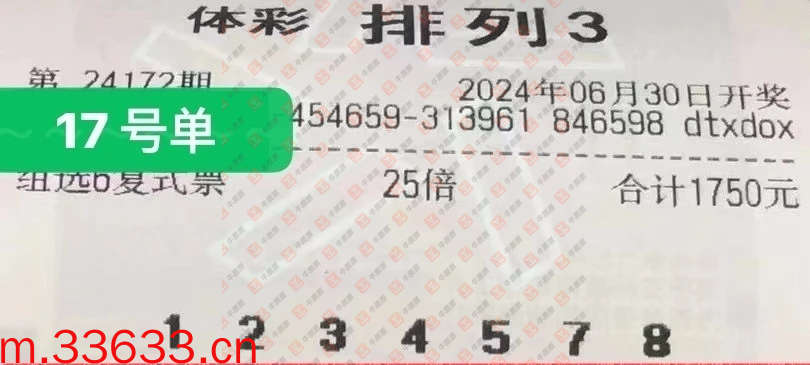 体彩 排列3
第 24172期 2024年06月30日开奖
17号单
454659-313961 846598 dtxdox
组选6复式票 25倍 合计1750元
1 2 3 4 5 7 8
m.33633.cn